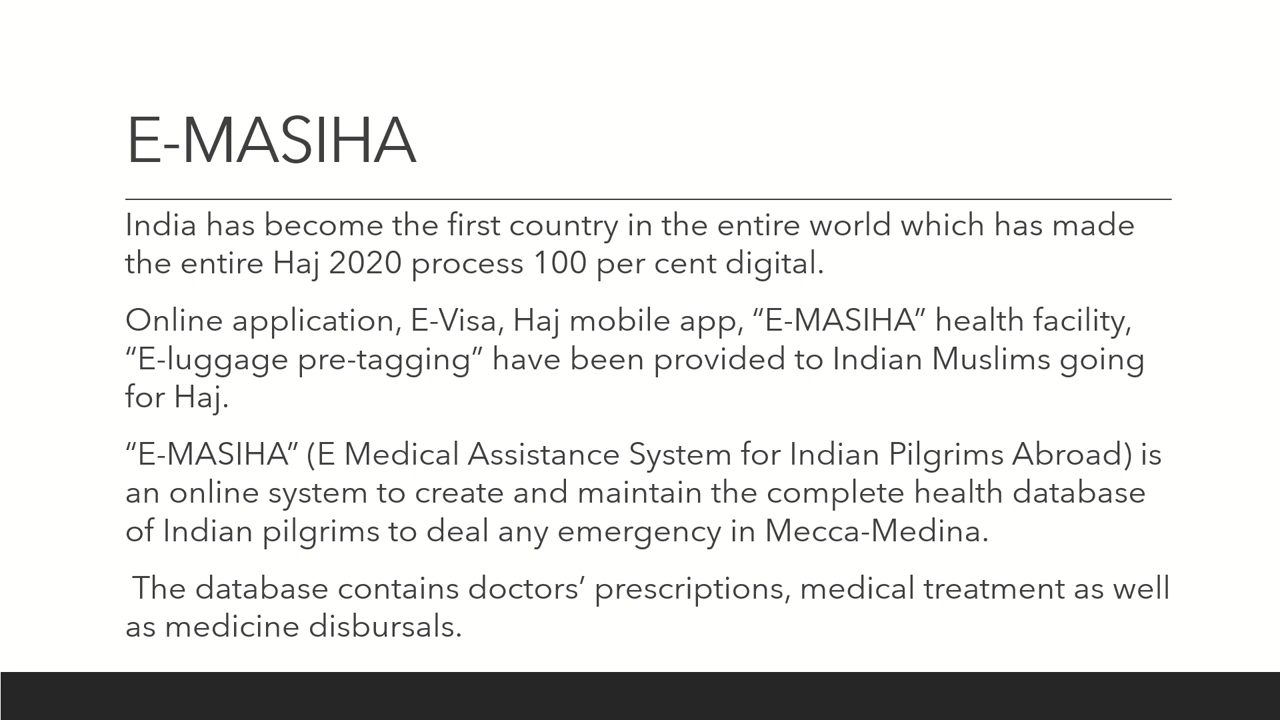 E-MASIHA
India has become the first country in the entire world which has made
the entire Haj 2020 process 100 per cent digital.
Online application, E-Visa, Haj mobile app, “E-MASIHA” health facility,
“E-luggage pre-tagging” have been provided to Indian Muslims going
for Haj.
“E-MASIHA” (E Medical Assistance System for Indian Pilgrims Abroad) is
an online system to create and maintain the complete health database
of Indian pilgrims to deal any emergency in Mecca-Medina.
The database contains doctors’ prescriptions, medical treatment as well
as medicine disbursals.